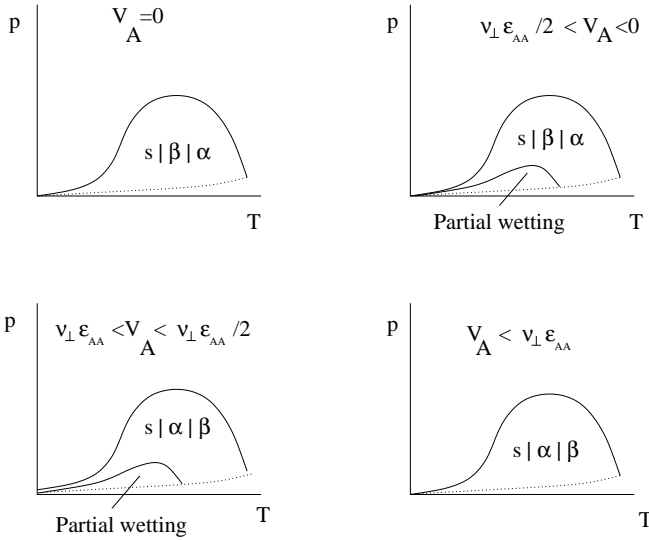 p
V_A=0
s | β | α
T
p
ν⊥ ε_AA /2 < V_A<0
s | β | α
Partial wetting
T
p
ν⊥ ε_AA <V_A< ν⊥ ε_AA /2
s | α | β
Partial wetting
T
p
V_A < ν⊥ ε_AA
s | α | β
T